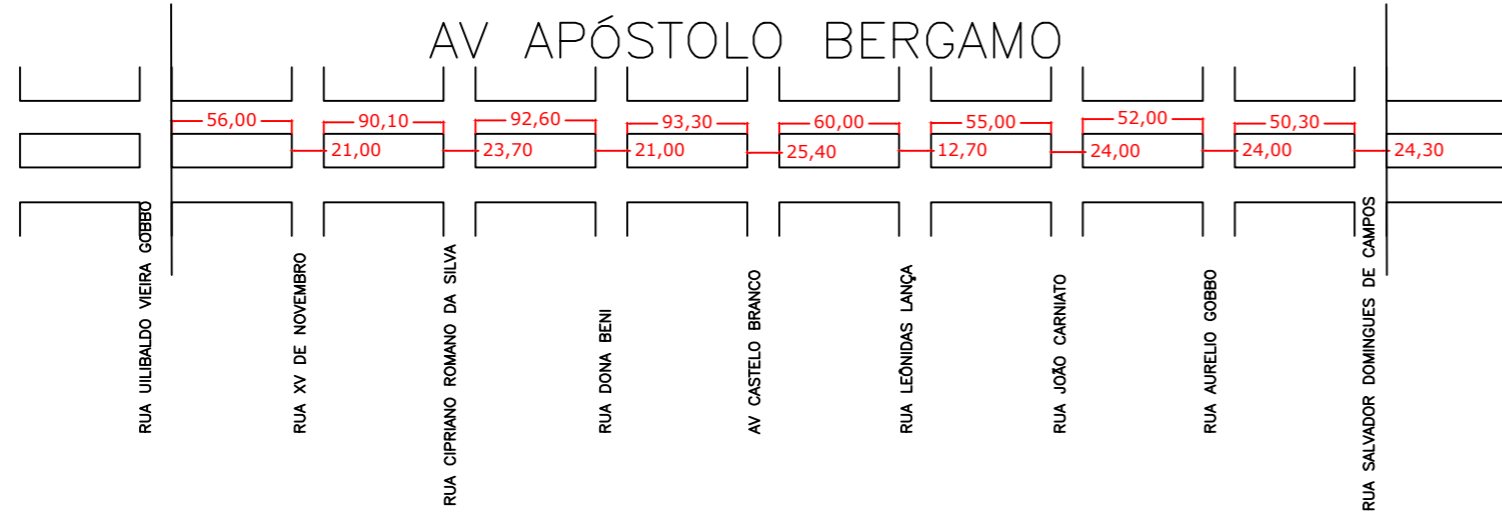 AV APÓSTOLO BERGAMO
56,00
90,10
92,60
93,30
60,00
55,00
52,00
50,30
21,00
23,70
21,00
25,40
12,70
24,00
24,00
24,30
RUA UILIBALDO VIEIRA GOBBO
RUA XV DE NOVEMBRO
RUA CIPRIANO ROMANO DA SILVA
RUA DONA BENI
AV CASTELO BRANCO
RUA LEÔNIDAS LANÇA
RUA JOÃO CARNIATO
RUA AURELIO GOBBO
RUA SALVADOR DOMINGUES DE CAMPOS